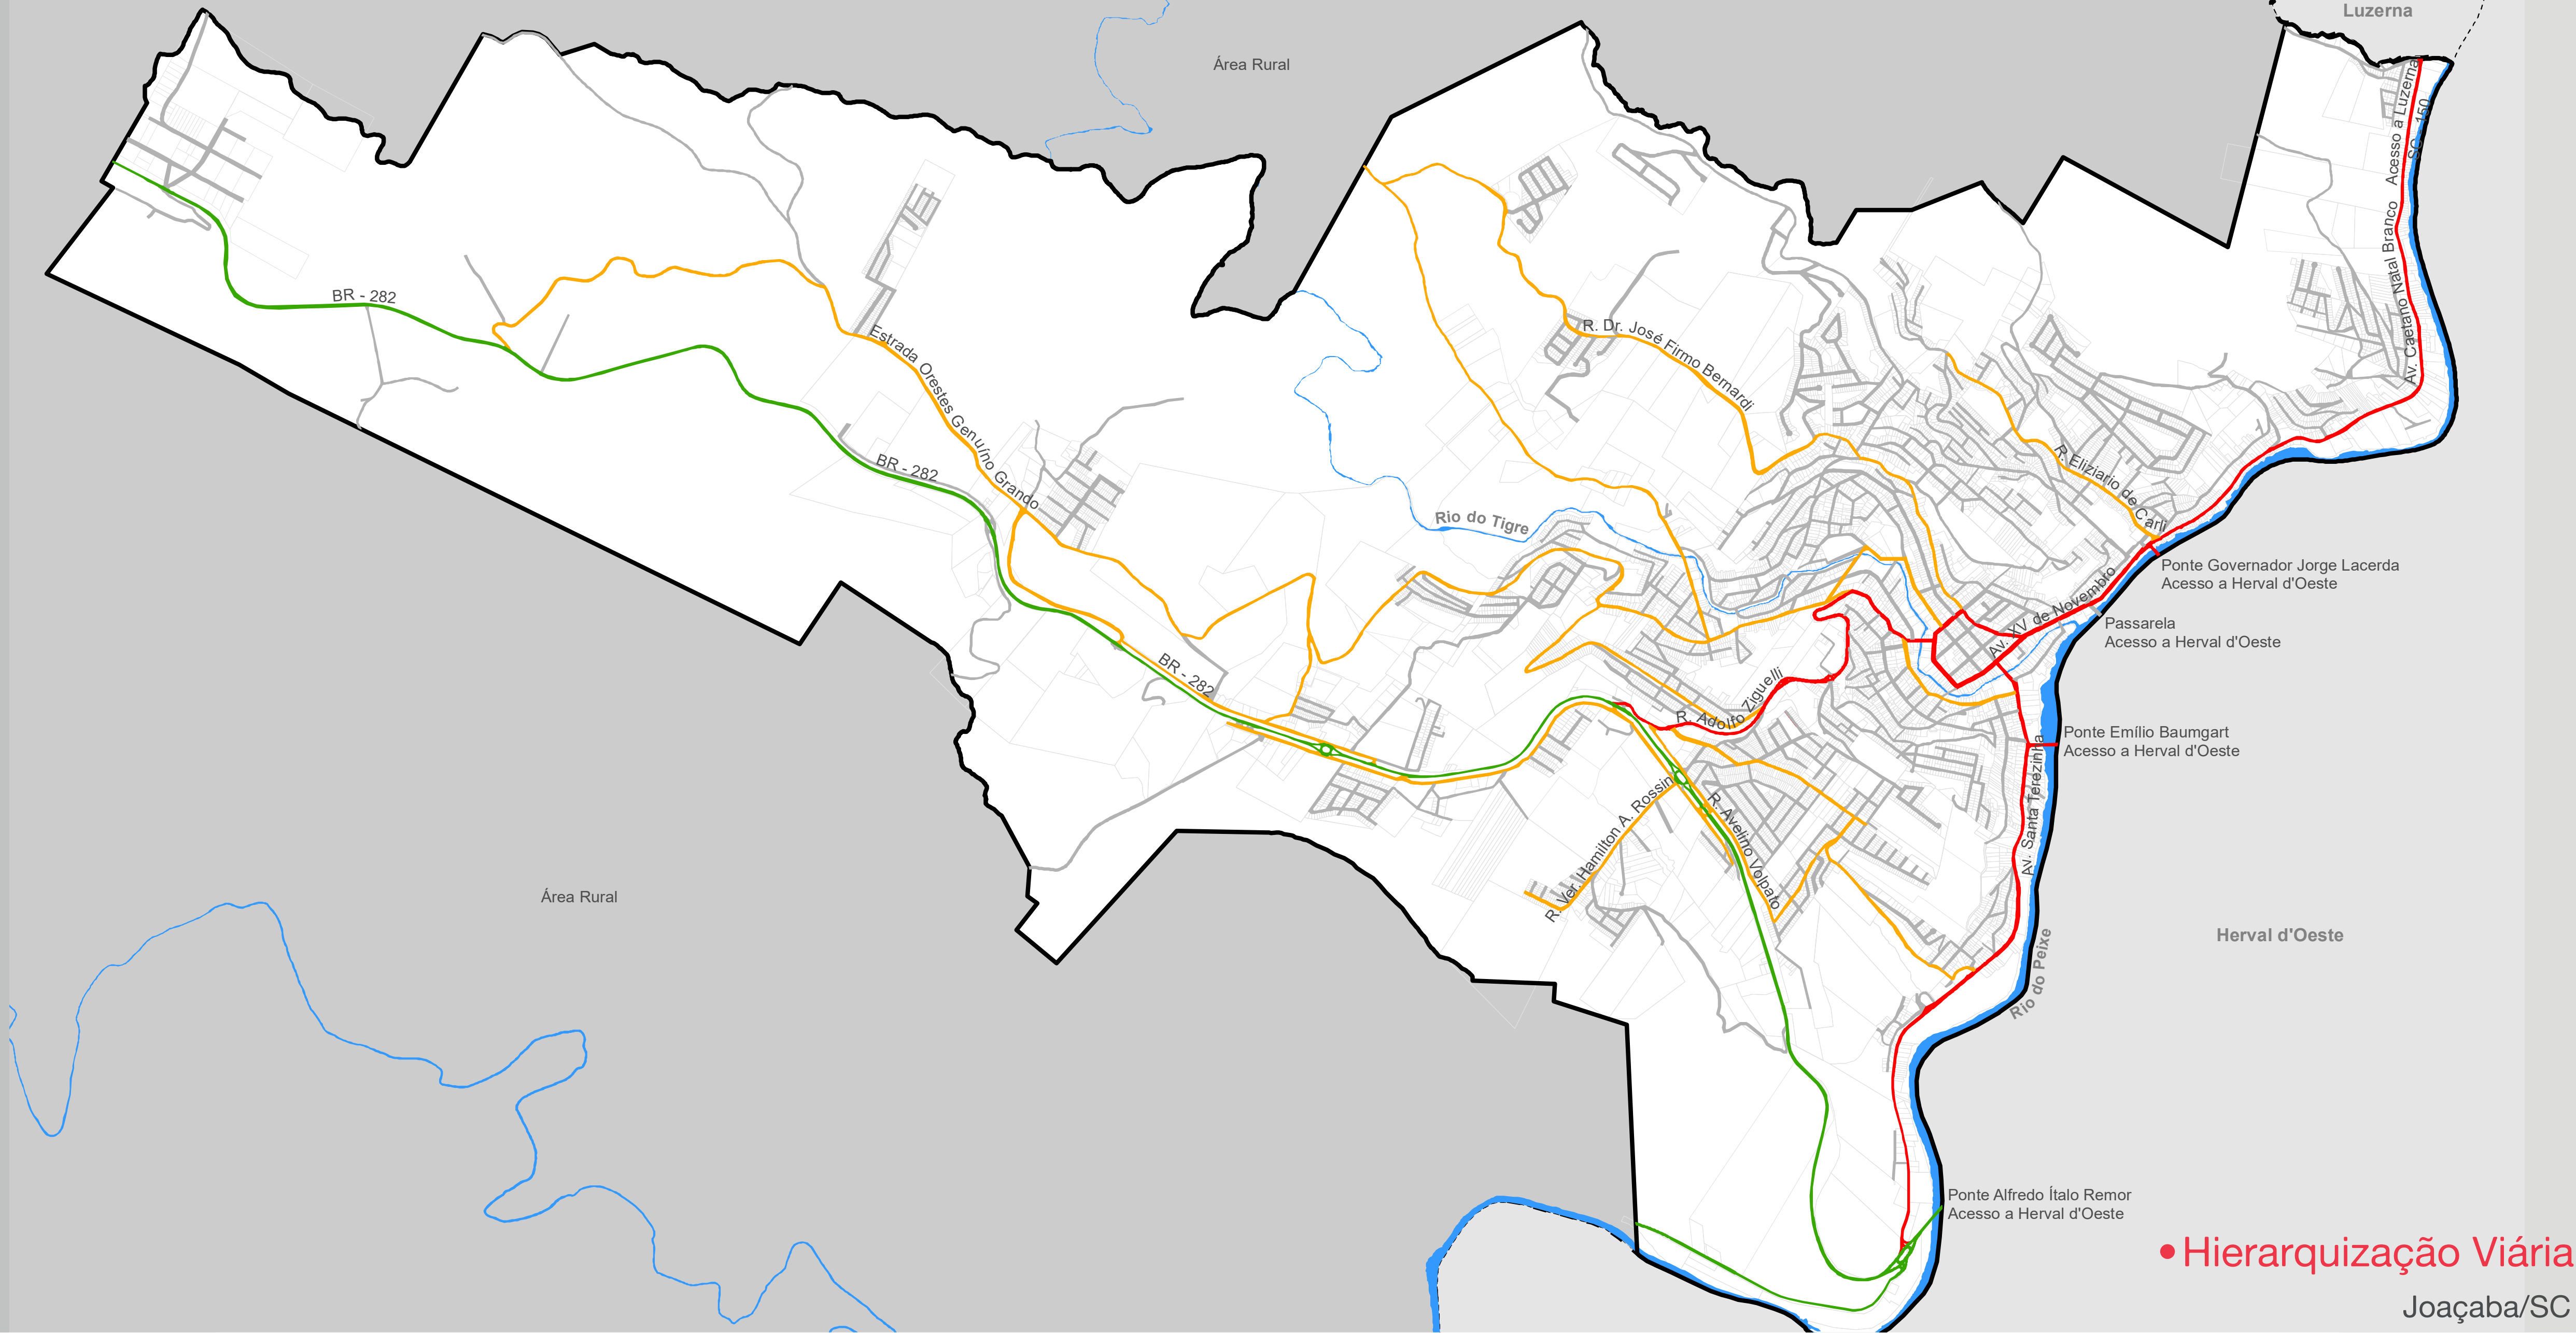 Luzerna
Área Rural
Acesso a Luzerna
SC - 150
Av. Caetano Natal Branco
BR - 282
Estrada Orestes Genuíno Grando
R. Dr. José Firmo Bernardi
BR - 282
R. Eliziario de Carli
Rio do Tigre
Ponte Governador Jorge Lacerda
Acesso a Herval d'Oeste
Av. XV de Novembro
Passarela
Acesso a Herval d'Oeste
BR - 282
R. Adolfo Ziguelli
Ponte Emílio Baumgart
Acesso a Herval d'Oeste
Av. Santa Terezinha
R. Ver. Hamilton A. Rossin
R. Avelino Volpato
Área Rural
Herval d'Oeste
Rio do Peixe
Ponte Alfredo Ítalo Remor
Acesso a Herval d'Oeste
• Hierarquização Viária
Joaçaba/SC